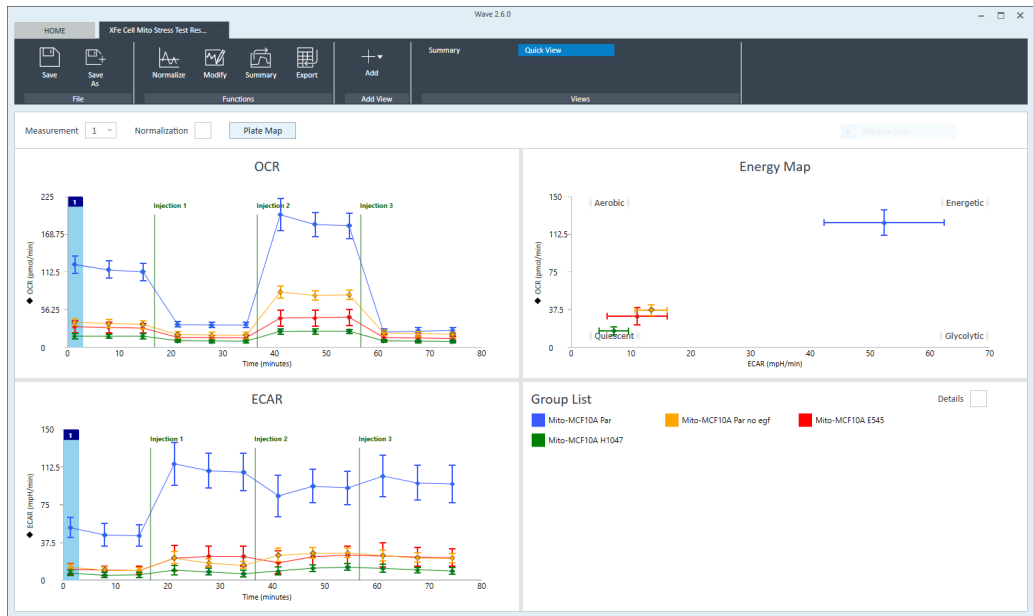 Wave 2.6.0
HOME
XFe Cell Mito Stress Test Res...
Save
Save As
Normalize
Modify
Summary
Export
Add
Summary
Quick View
File
Functions
Add View
Views
Measurement 1 Normalization Plate Map
Window Snip
OCR
225
168.75
112.5
56.25
0
OCR (pmol/min)
1
Injection 1
Injection 2
Injection 3
0 10 20 30 40 50 60 70 80
Time (minutes)
Energy Map
150
112.5
75
37.5
0
OCR (pmol/min)
Aerobic
Energetic
Quiescent
Glycolytic
0 10 20 30 40 50 60 70
ECAR (mpH/min)
ECAR
150
112.5
75
37.5
0
ECAR (mpH/min)
1
Injection 1
Injection 2
Injection 3
0 10 20 30 40 50 60 70 80
Time (minutes)
Group List
Details
Mito-MCF10A Par
Mito-MCF10A Par no egf
Mito-MCF10A E545
Mito-MCF10A H1047